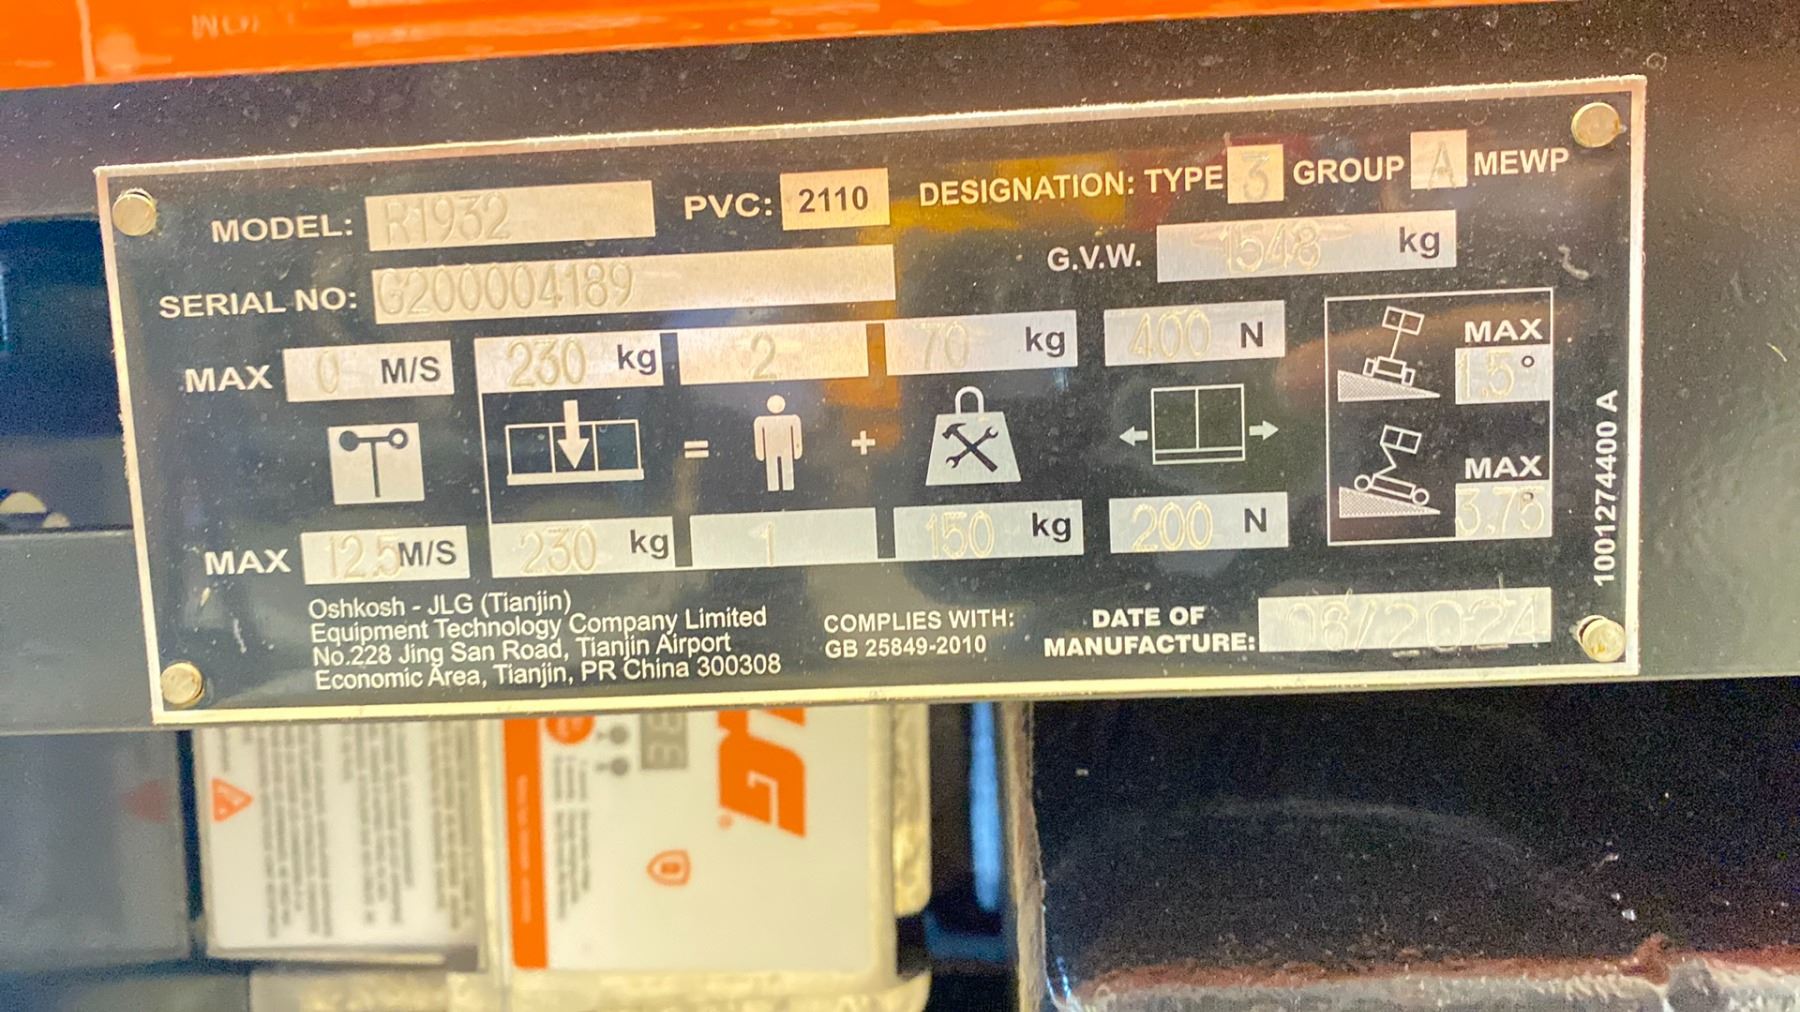 MODEL: R1932 PVC: 2110 DESIGNATION: TYPE 3 GROUP A MEWP
SERIAL NO: G200004189 G.V.W. 1548 kg
MAX 0 M/S 230 kg 2 70 kg 400 N MAX 1.5°
= +
MAX 3.75°
MAX 12.5 M/S 230 kg 1 150 kg 200 N
Oshkosh - JLG (Tianjin)
Equipment Technology Company Limited
No.228 Jing San Road, Tianjin Airport
Economic Area, Tianjin, PR China 300308
COMPLIES WITH:
GB 25849-2010
DATE OF
MANUFACTURE: 08/2024
1001274400 A
LG